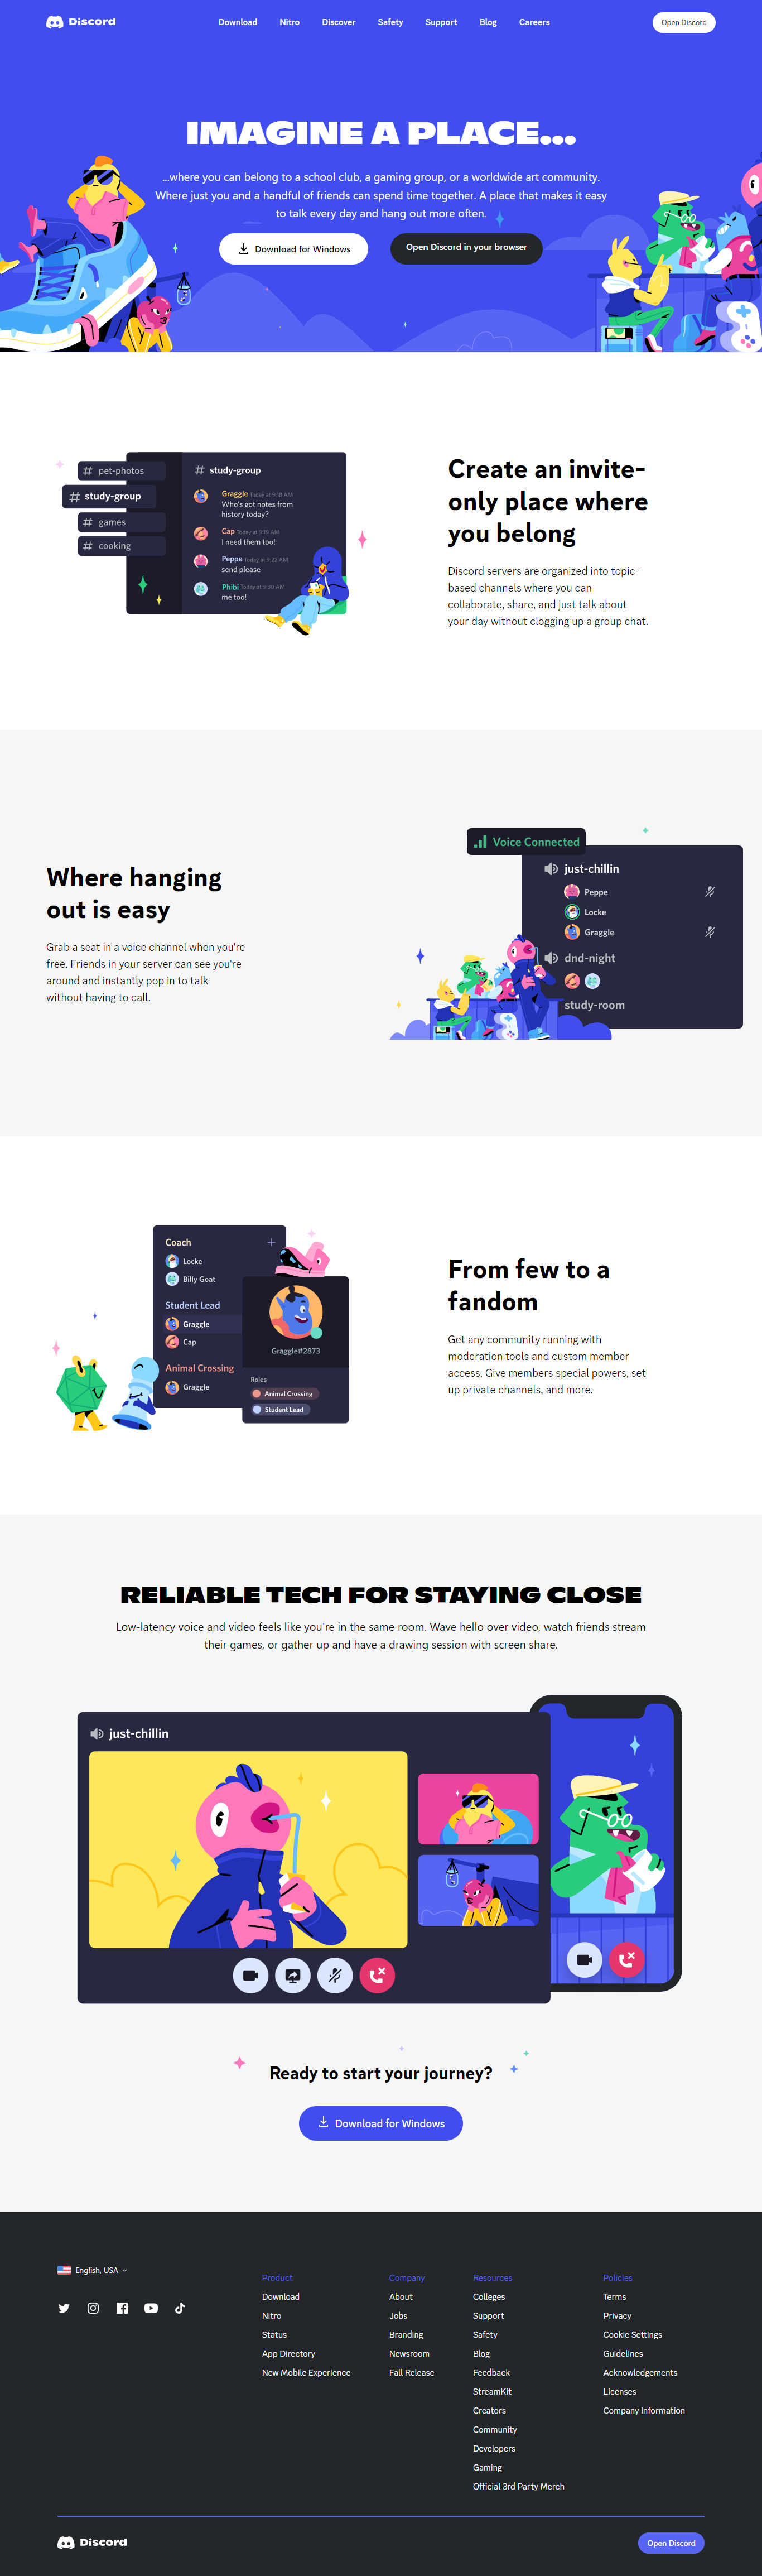 Discord
Download
Nitro
Discover
Safety
Support
Blog
Careers
Open Discord
IMAGINE A PLACE...
...where you can belong to a school club, a gaming group, or a worldwide art community.
Where just you and a handful of friends can spend time together. A place that makes it easy
to talk every day and hang out more often.
Download for Windows
Open Discord in your browser
# pet-photos
# study-group
# games
# cooking
# study-group
Graggle Today at 9:18 AM
Who's got notes from
history today?
Cap Today at 9:19 AM
I need them too!
Peppe Today at 9:22 AM
send please
Phibi Today at 9:30 AM
me too!
Create an invite-
only place where
you belong
Discord servers are organized into topic-
based channels where you can
collaborate, share, and just talk about
your day without clogging up a group chat.
Where hanging
out is easy
Grab a seat in a voice channel when you're
free. Friends in your server can see you're
around and instantly pop in to talk
without having to call.
Voice Connected
just-chillin
Peppe
Locke
Graggle
dnd-night
study-room
Coach
Locke
Billy Goat
Student Lead
Graggle
Cap
Animal Crossing
Graggle
Graggle#2873
Roles
Animal Crossing
Student Lead
From few to a
fandom
Get any community running with
moderation tools and custom member
access. Give members special powers, set
up private channels, and more.
RELIABLE TECH FOR STAYING CLOSE
Low-latency voice and video feels like you're in the same room. Wave hello over video, watch friends stream
their games, or gather up and have a drawing session with screen share.
just-chillin
Ready to start your journey?
Download for Windows
English, USA
Product
Download
Nitro
Status
App Directory
New Mobile Experience
Company
About
Jobs
Branding
Newsroom
Fall Release
Resources
Colleges
Support
Safety
Blog
Feedback
StreamKit
Creators
Community
Developers
Gaming
Official 3rd Party Merch
Policies
Terms
Privacy
Cookie Settings
Guidelines
Acknowledgements
Licenses
Company Information
Discord
Open Discord